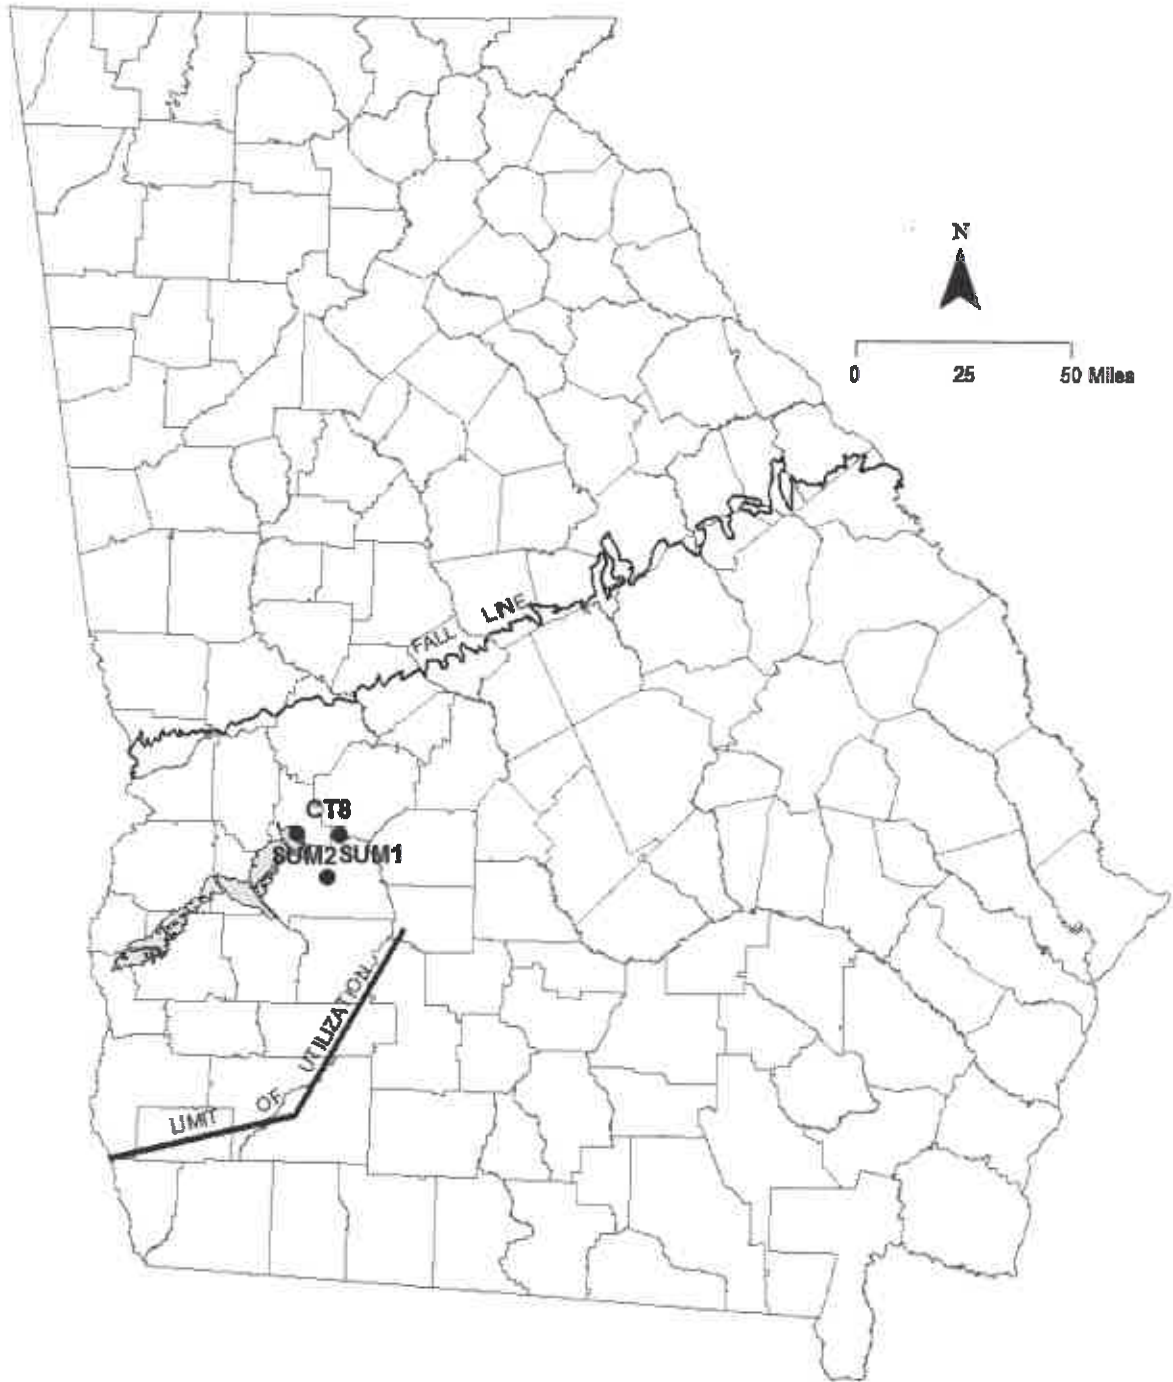 N
0 25 50 Miles
FALL LINE
CT8
SUM2 SUM1
LIMIT OF UTILIZATION